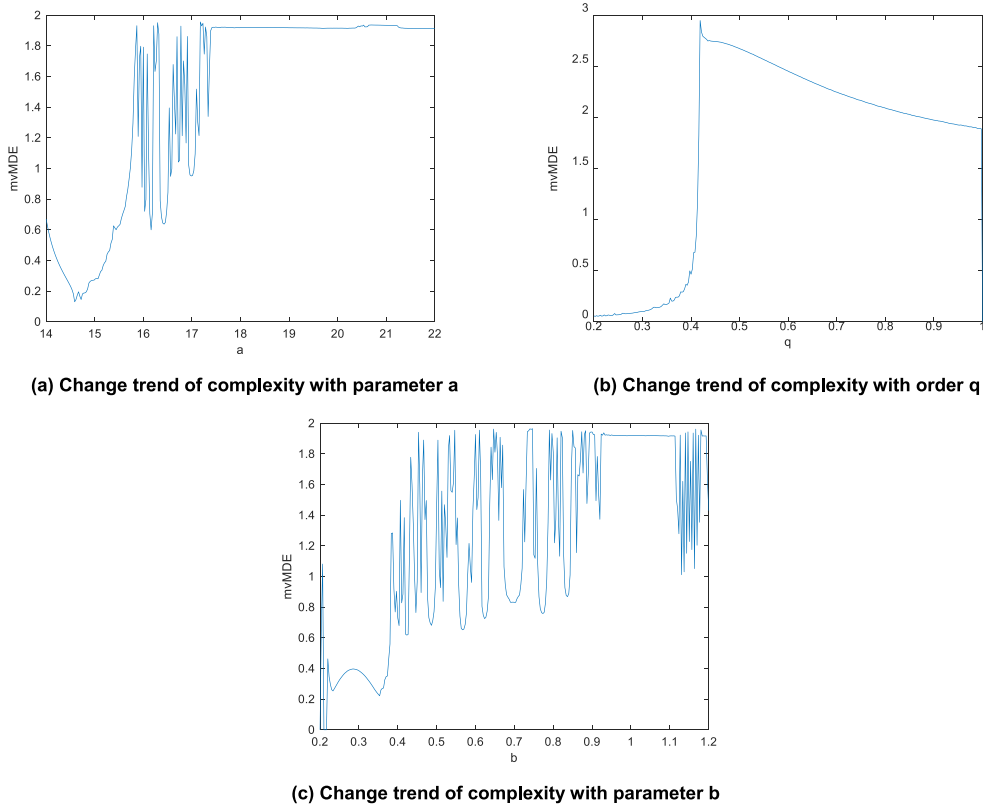 2
1.8
1.6
1.4
1.2
1
0.8
0.6
0.4
0.2
0
mvMDE
14 15 16 17 18 19 20 21 22
a
(a) Change trend of complexity with parameter a
3
2.5
2
1.5
1
0.5
0
mvMDE
0.2 0.3 0.4 0.5 0.6 0.7 0.8 0.9 1
q
(b) Change trend of complexity with order q
2
1.8
1.6
1.4
1.2
1
0.8
0.6
0.4
0.2
0
mvMDE
0.2 0.3 0.4 0.5 0.6 0.7 0.8 0.9 1 1.1 1.2
b
(c) Change trend of complexity with parameter b